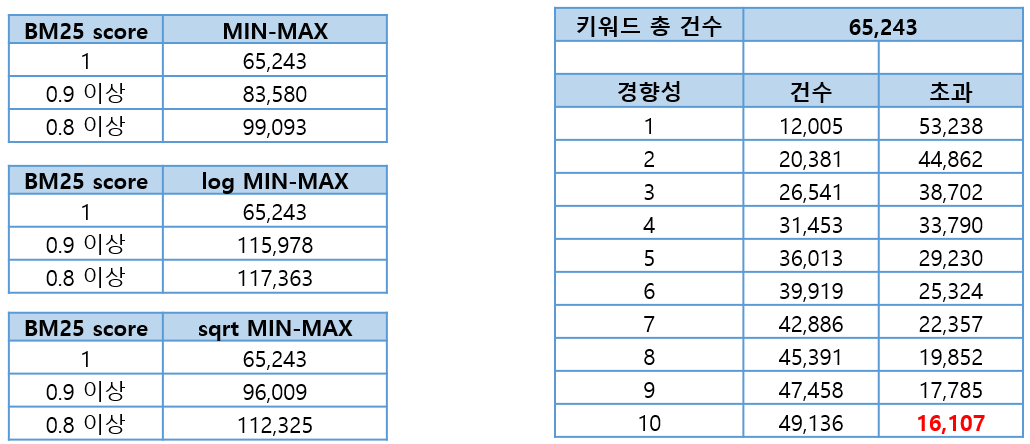 BM25 score MIN-MAX
1 65,243
0.9 이상 83,580
0.8 이상 99,093
BM25 score log MIN-MAX
1 65,243
0.9 이상 115,978
0.8 이상 117,363
BM25 score sqrt MIN-MAX
1 65,243
0.9 이상 96,009
0.8 이상 112,325
키워드 총 건수 65,243
경향성 건수 초과
1 12,005 53,238
2 20,381 44,862
3 26,541 38,702
4 31,453 33,790
5 36,013 29,230
6 39,919 25,324
7 42,886 22,357
8 45,391 19,852
9 47,458 17,785
10 49,136 16,107